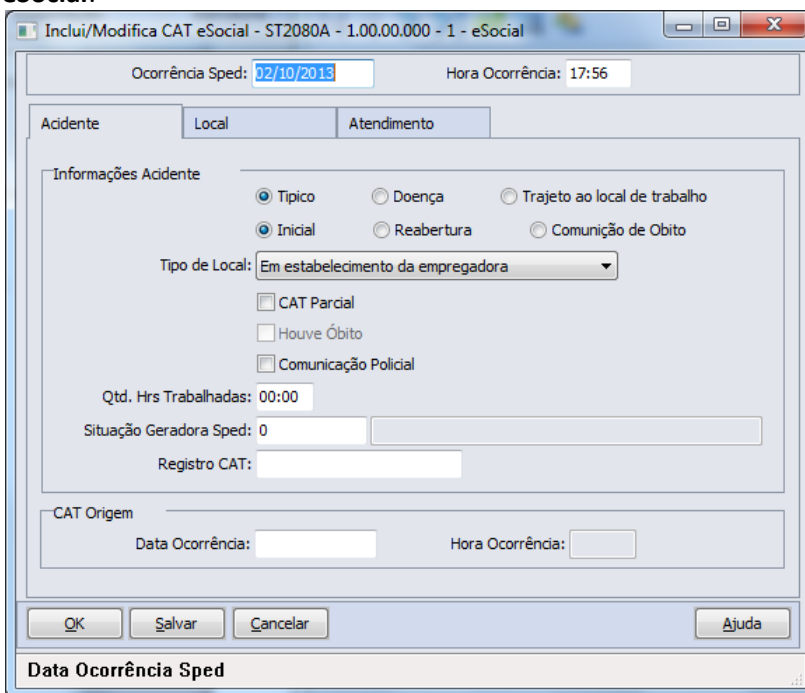 Inclui/Modifica CAT eSocial - ST2080A - 1.00.00.000 - 1 - eSocial
Ocorrência Sped: 02/10/2013 Hora Ocorrência: 17:56
Acidente Local Atendimento
Informações Acidente
Tipico Doença Trajeto ao local de trabalho
Inicial Reabertura Comunição de Obito
Tipo de Local: Em estabelecimento da empregadora
CAT Parcial
Houve Óbito
Comunicação Policial
Qtd. Hrs Trabalhadas: 00:00
Situação Geradora Sped: 0
Registro CAT:
CAT Origem
Data Ocorrência: Hora Ocorrência:
OK Salvar Cancelar Ajuda
Data Ocorrência Sped